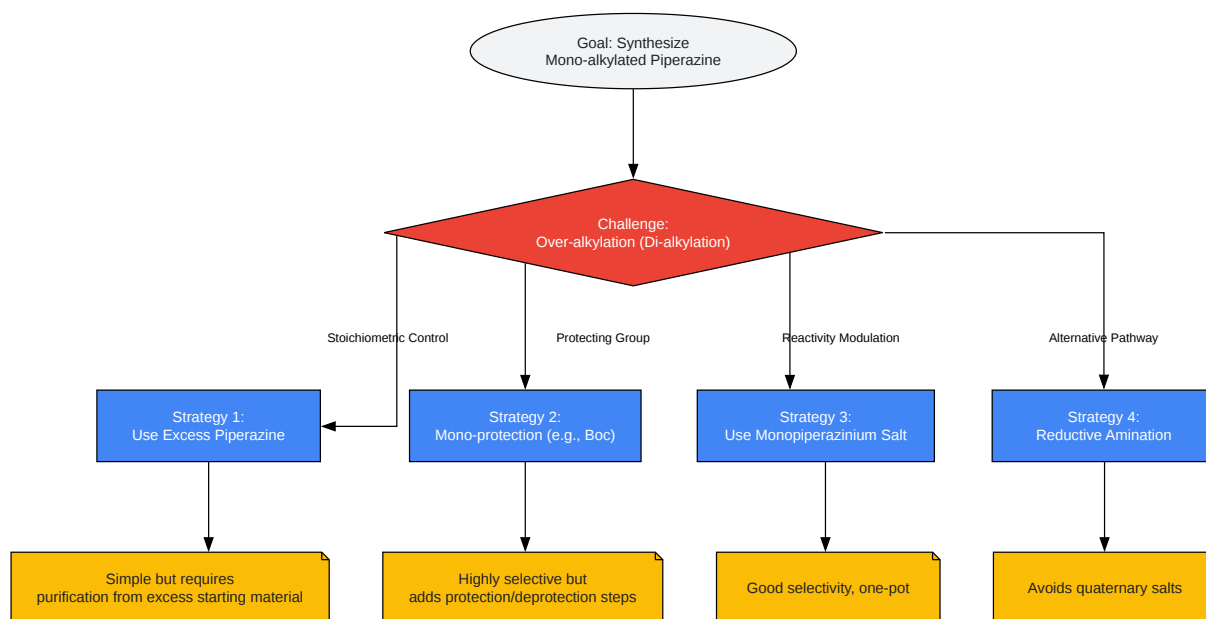 Goal: Synthesize
Mono-alkylated Piperazine
Challenge:
Over-alkylation (Di-alkylation)
Stoichiometric Control
Protecting Group
Reactivity Modulation
Alternative Pathway
Strategy 1:
Use Excess Piperazine
Strategy 2:
Mono-protection (e.g., Boc)
Strategy 3:
Use Monopiperazinium Salt
Strategy 4:
Reductive Amination
Simple but requires
purification from excess starting material
Highly selective but
adds protection/deprotection steps
Good selectivity, one-pot
Avoids quaternary salts